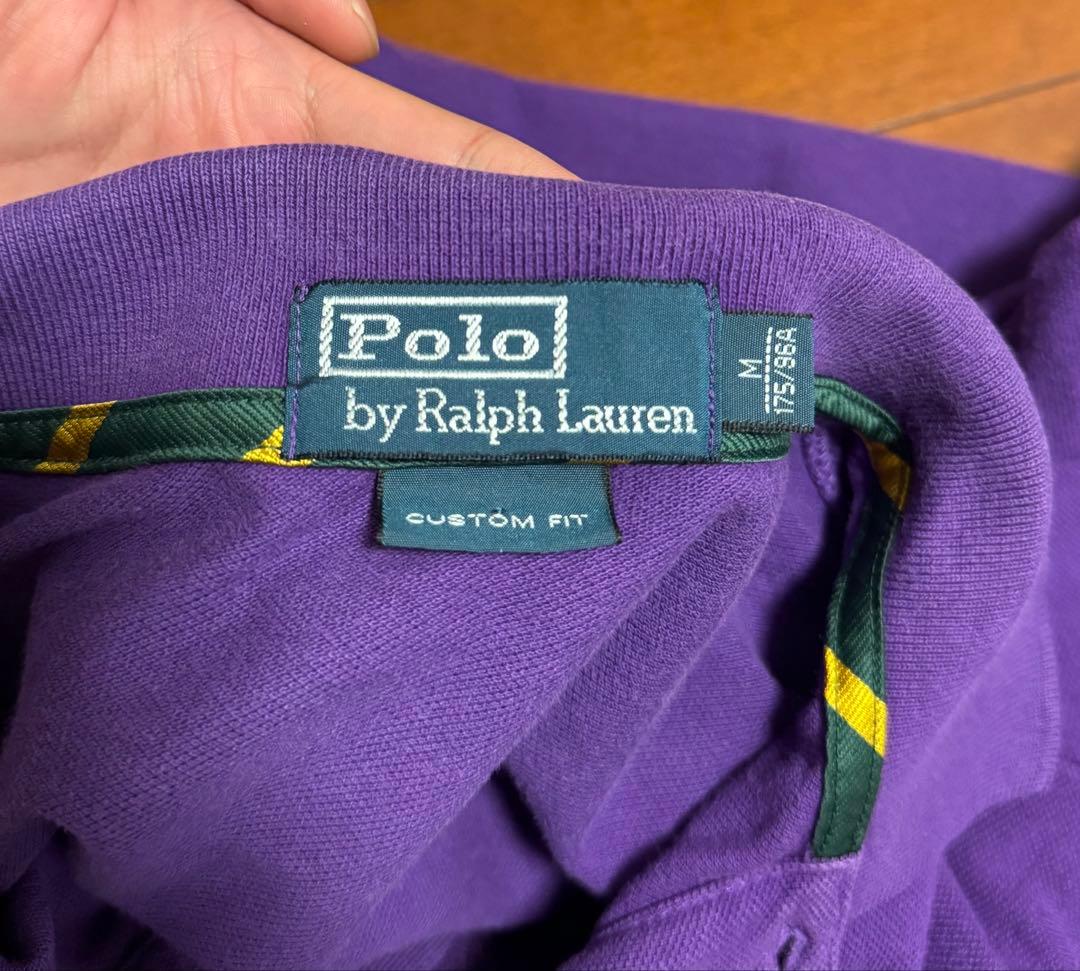 Polo
by Ralph Lauren
M
175/96A
CUSTOM FIT